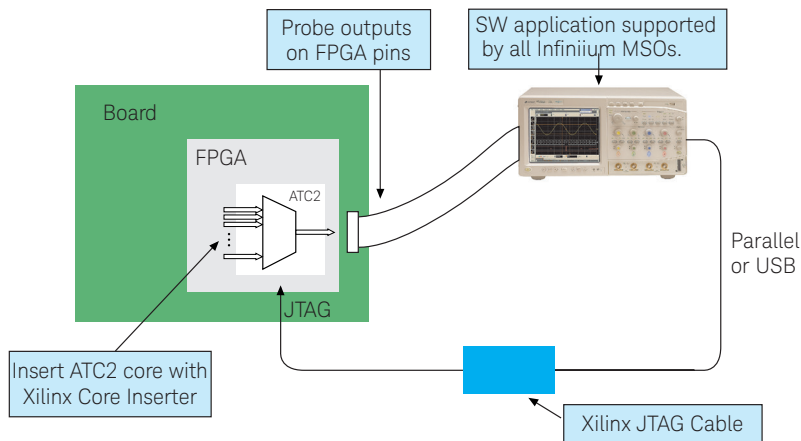 Probe outputs
on FPGA pins
SW application supported
by all Infiniium MSOs.
Board
FPGA
ATC2
Parallel
or USB
JTAG
Insert ATC2 core with
Xilinx Core Inserter
Xilinx JTAG Cable